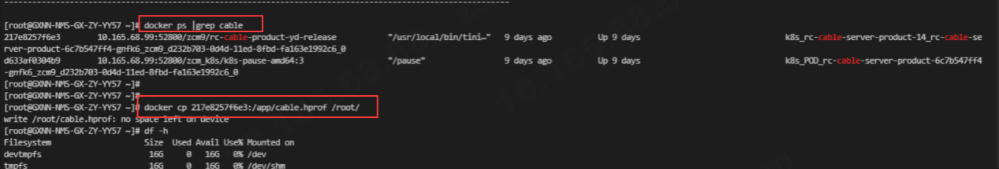 --------------------------------------------------------------------------------
[root@GXNN-NMS-GX-ZY-YY57 ~]# docker ps |grep cable
217e8257f6e3 10.165.68.99:52800/zcm9/rc-cable-product-yd-release "/usr/local/bin/tini…" 9 days ago Up 9 days k8s_rc-cable-server-product-14_rc-cable-se
rver-product-6c7b547ff4-gnfk6_zcm9_d232b703-0d4d-11ed-8fbd-fa163e1992c6_0
d633af0304b9 10.165.68.99:52800/zcm_k8s/k8s-pause-amd64:3 "/pause" 9 days ago Up 9 days k8s_POD_rc-cable-server-product-6c7b547ff4
-gnfk6_zcm9_d232b703-0d4d-11ed-8fbd-fa163e1992c6_0
[root@GXNN-NMS-GX-ZY-YY57 ~]#
[root@GXNN-NMS-GX-ZY-YY57 ~]#
[root@GXNN-NMS-GX-ZY-YY57 ~]# docker cp 217e8257f6e3:/app/cable.hprof /root/
write /root/cable.hprof: no space left on device
[root@GXNN-NMS-GX-ZY-YY57 ~]# df -h
Filesystem Size Used Avail Use% Mounted on
devtmpfs 16G 0 16G 0% /dev
tmpfs 16G 0 16G 0% /dev/shm